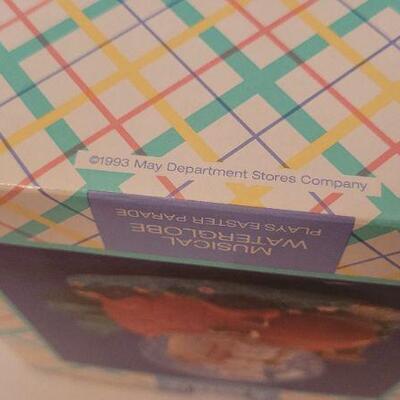 ©1993 May Department Stores Company
MUSICAL
WATERGLOBE
PLAYS EASTER PARADE